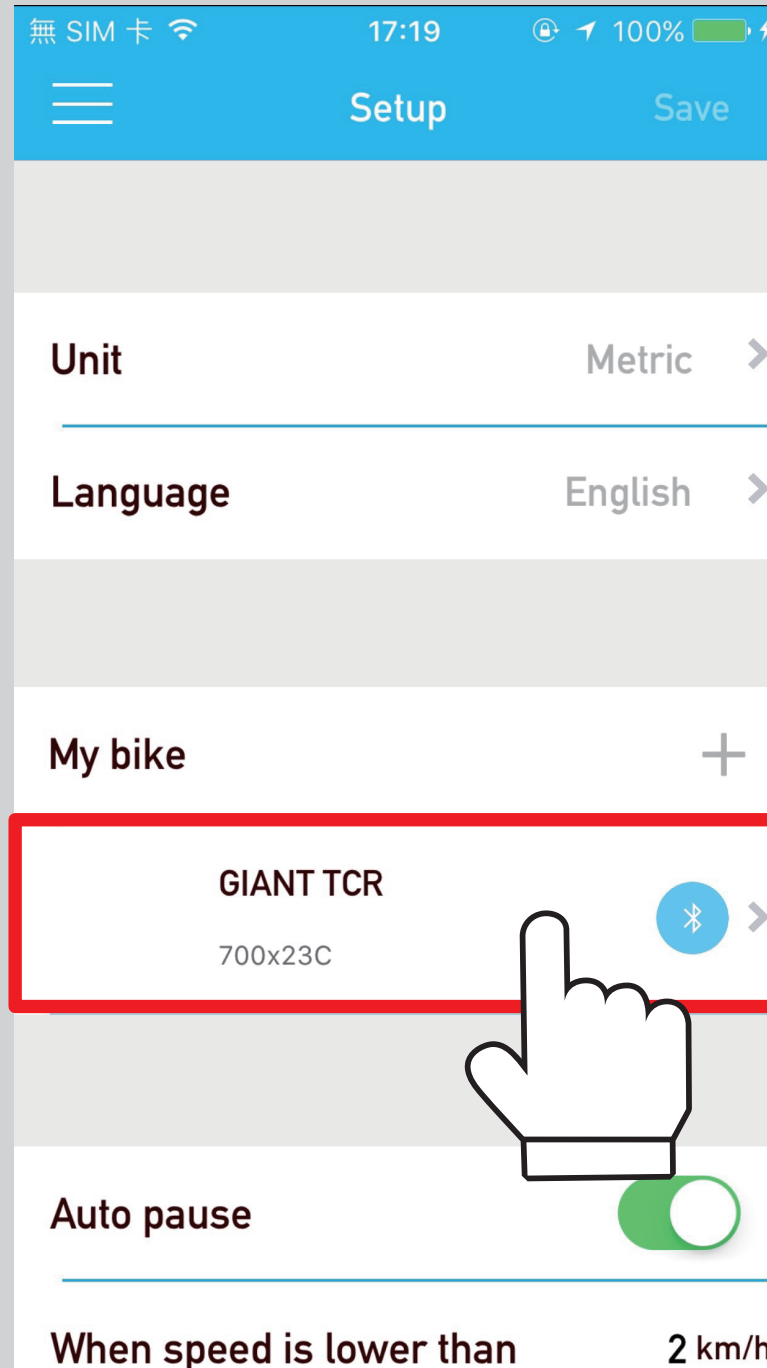 無 SIM 卡 17:19 100%
Setup Save
Unit Metric
Language English
My bike
GIANT TCR
700x23C
Auto pause
When speed is lower than 2 km/h